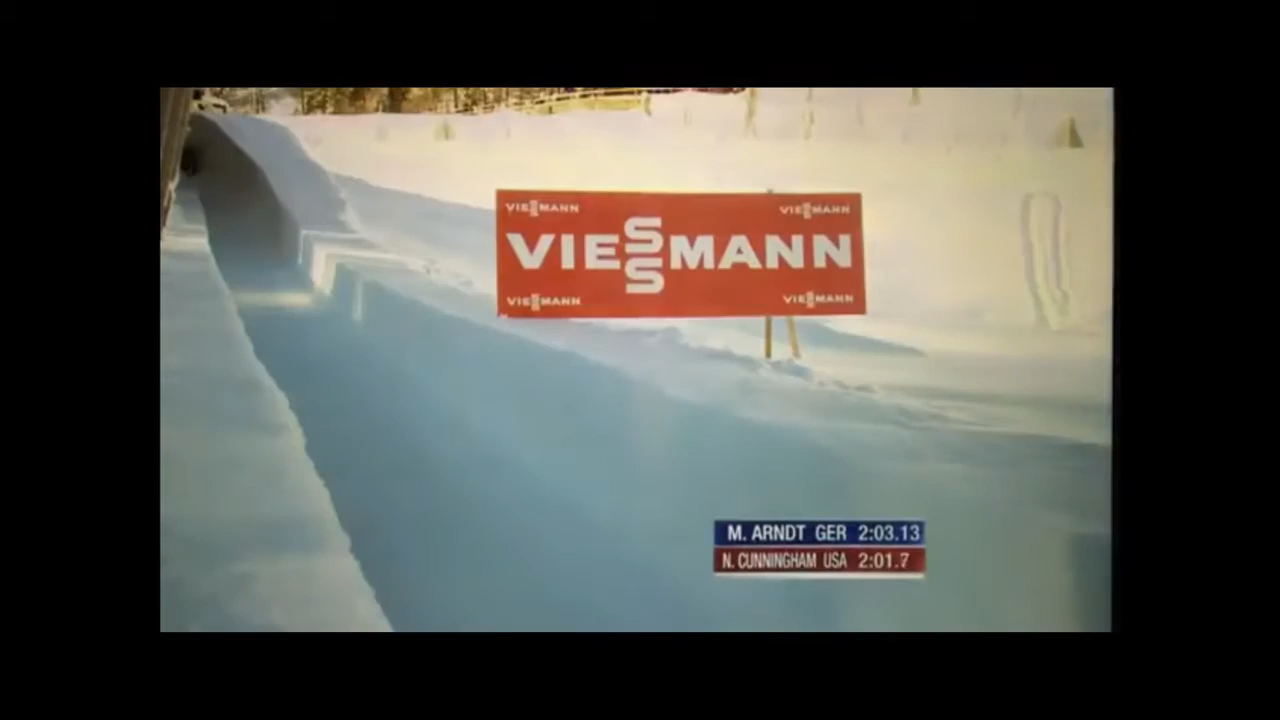 VIESSMANN VIESSMANN
VIESSMANN
VIESSMANN VIESSMANN
M. ARNDT GER 2:03.13
N. CUNNINGHAM USA 2:01.7